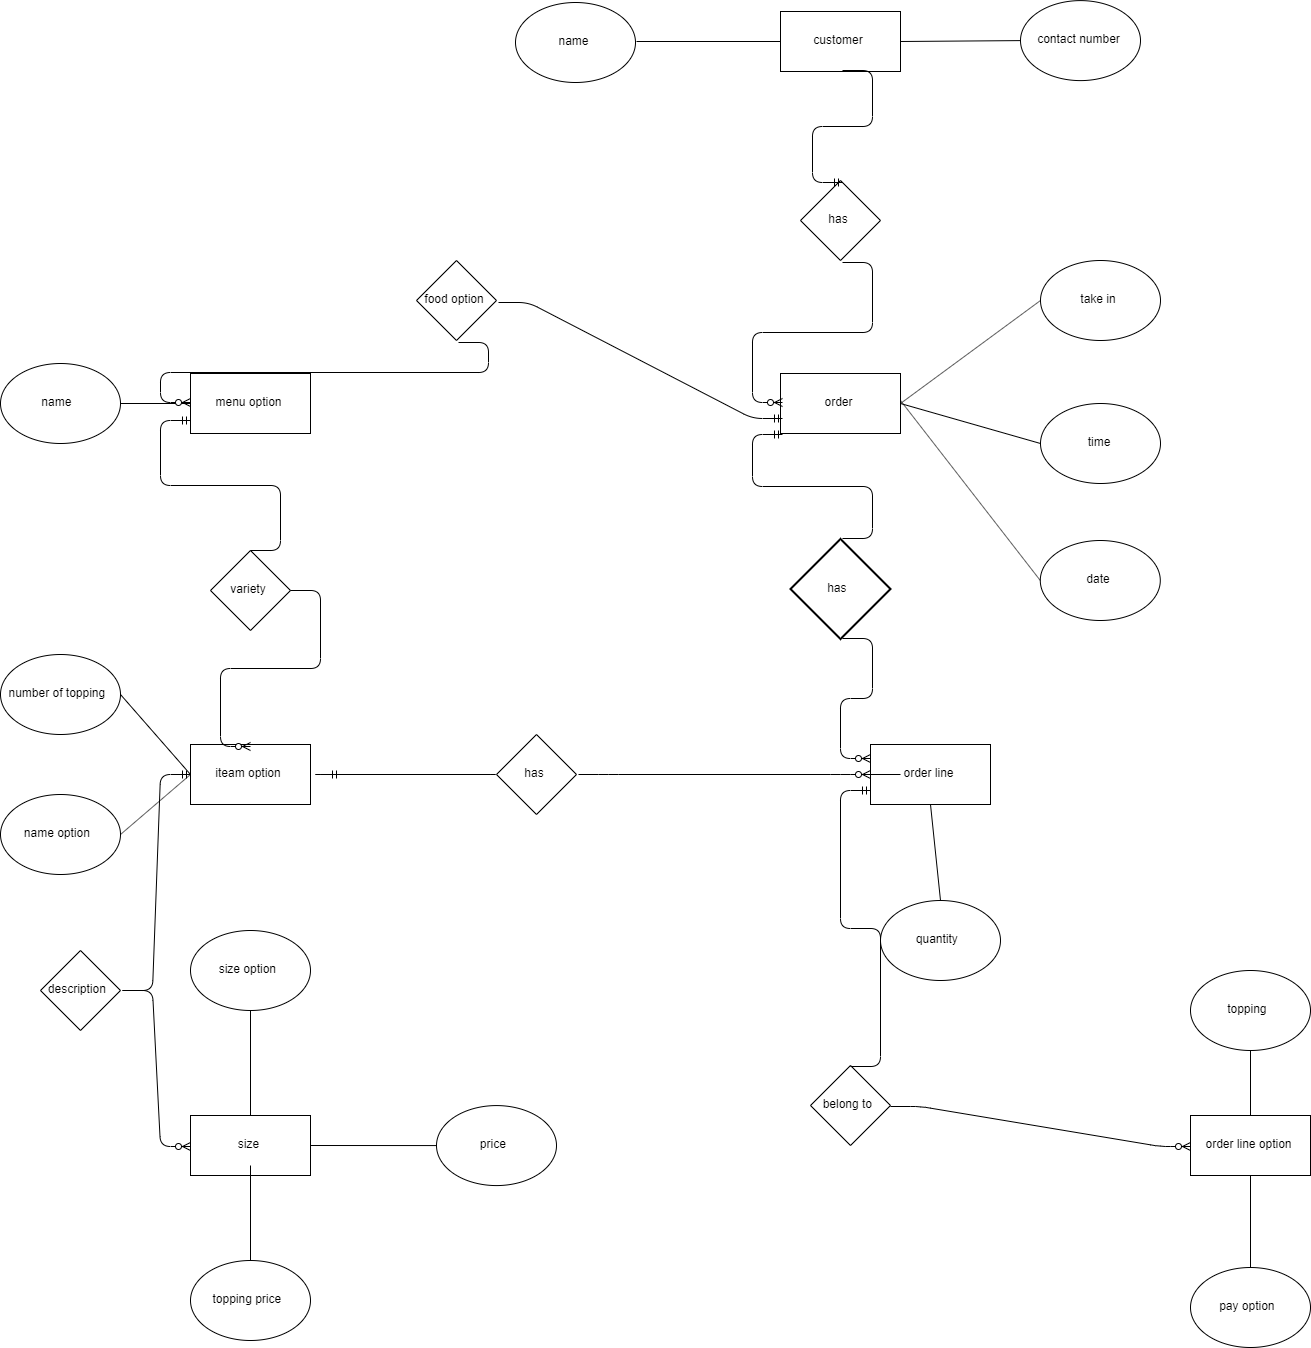 name
customer
contact number
has
food option
take in
name
menu option
order
time
date
variety
has
number of topping
iteam option
has
order line
name option
quantity
size option
description
topping
belong to
size
price
order line option
topping price
pay option